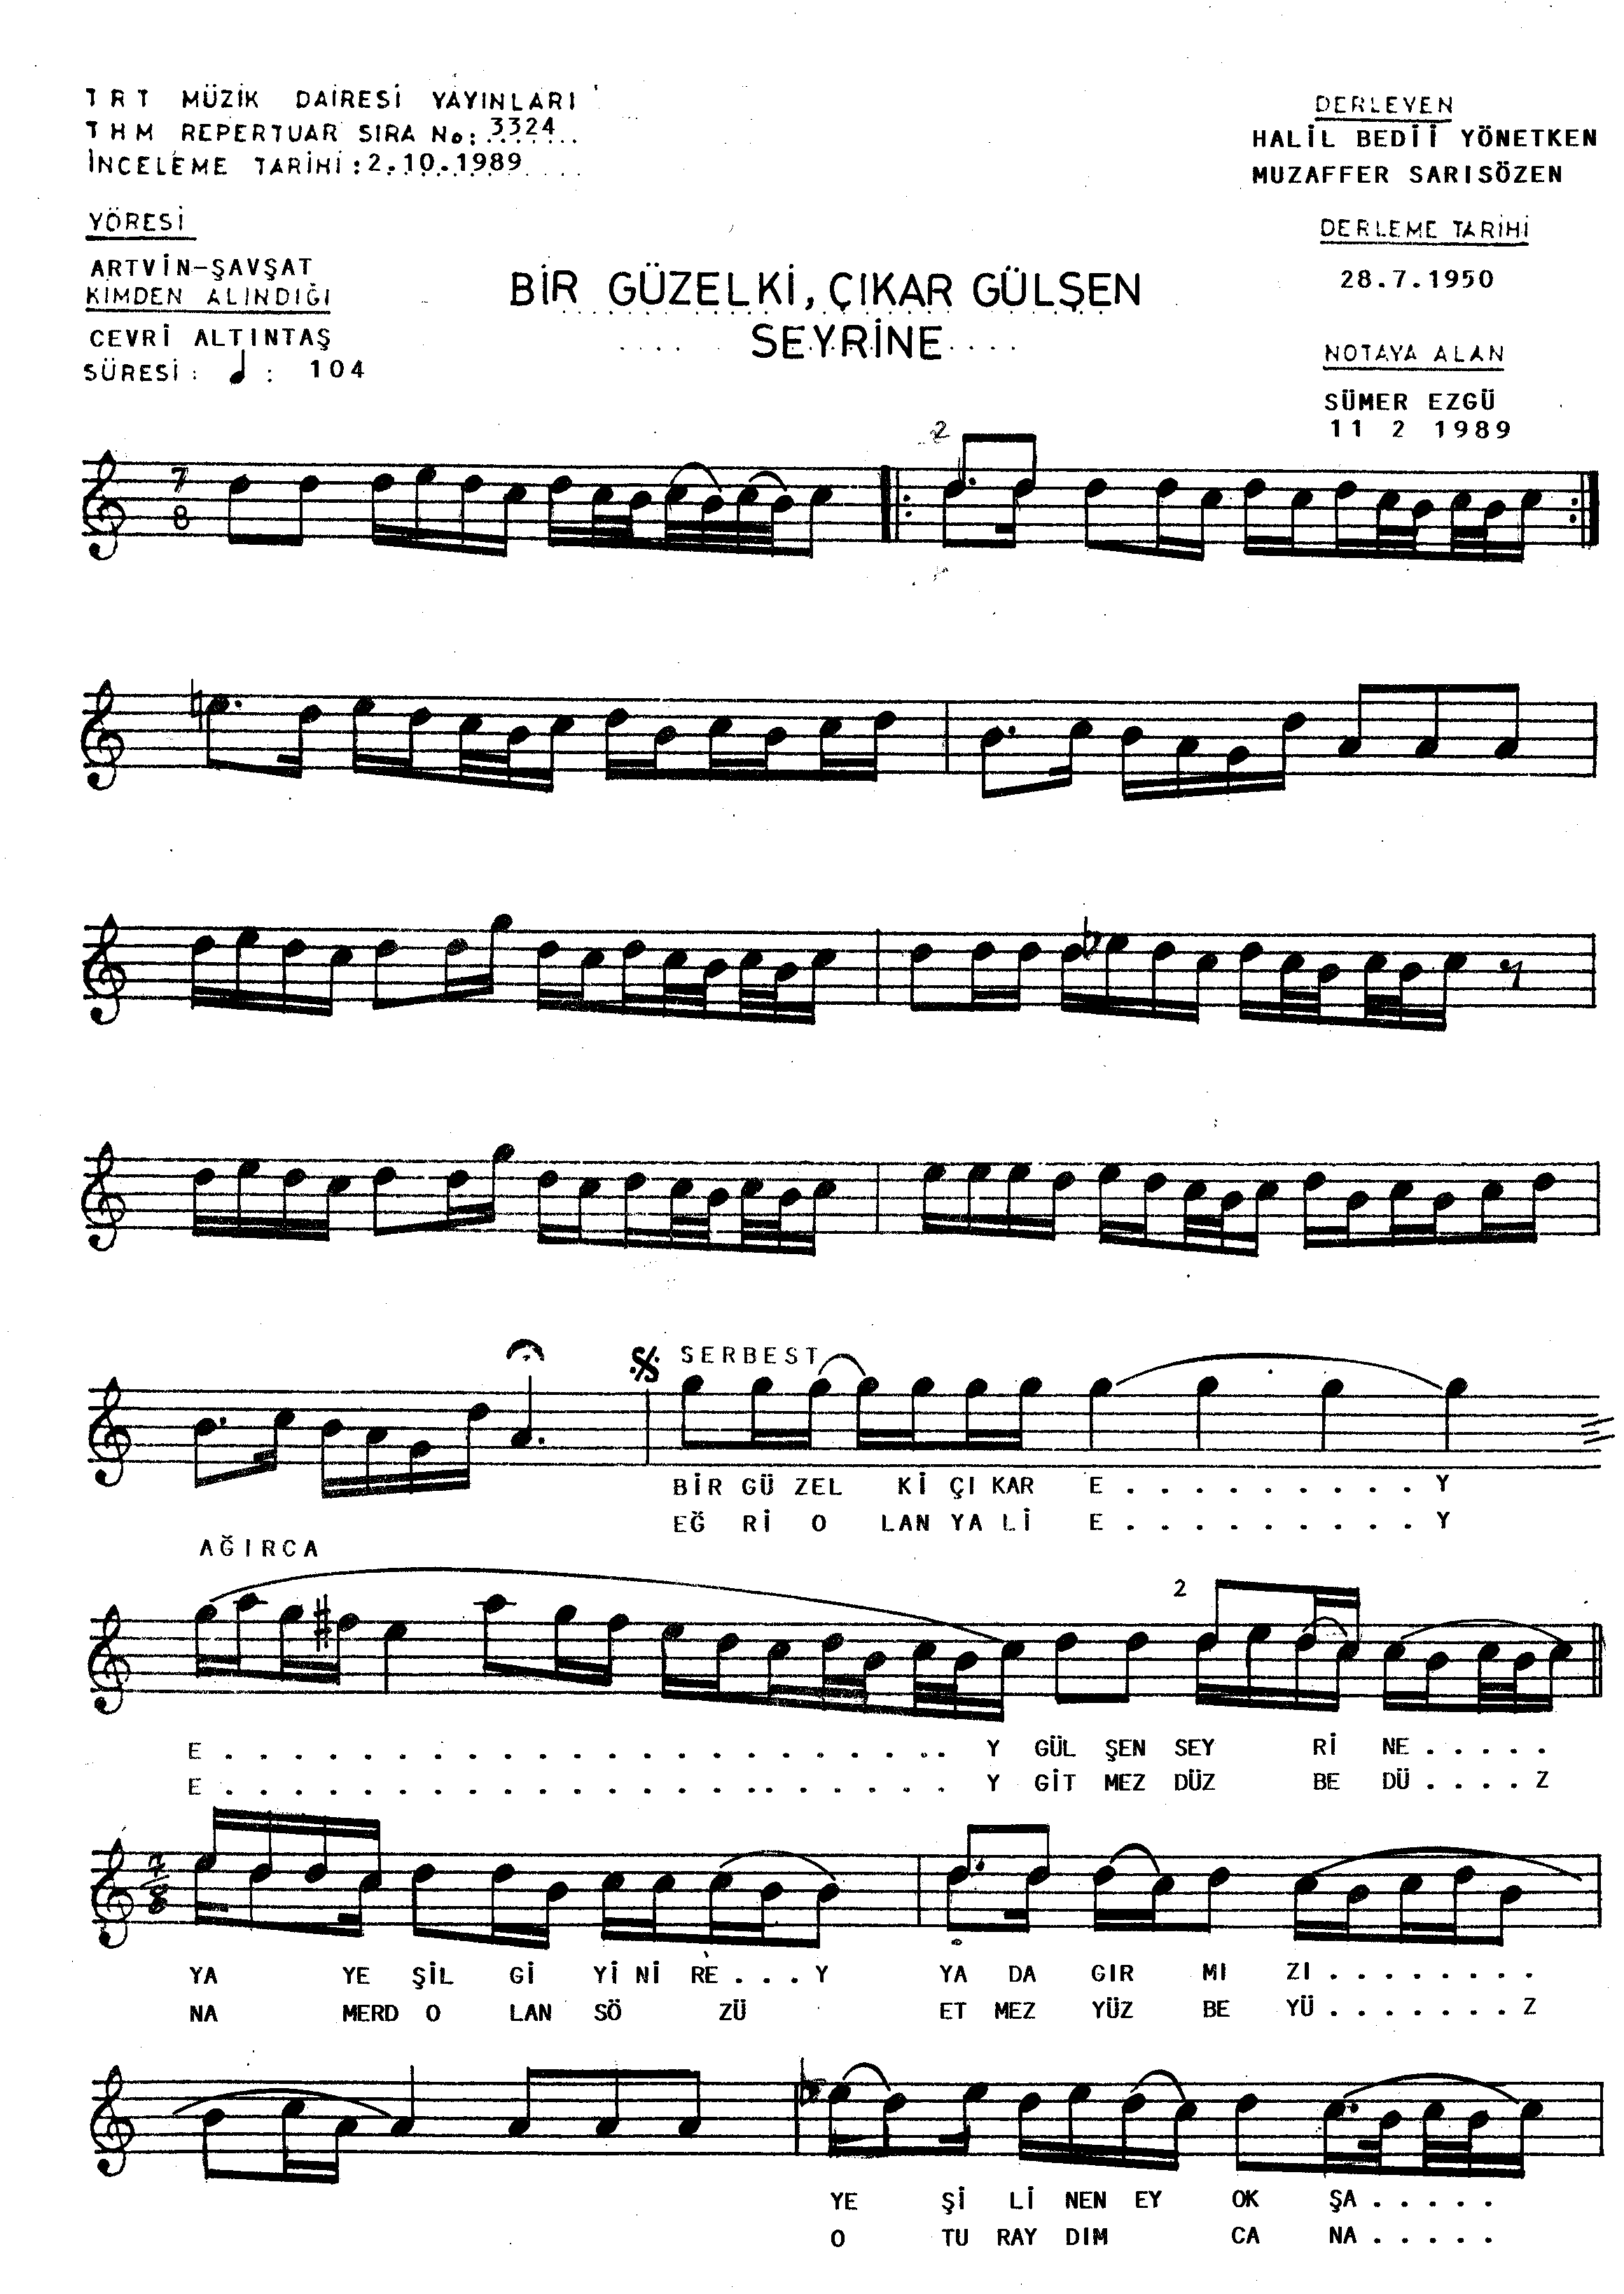 TRT MÜZİK DAİRESİ YAYINLARI
THM REPERTUAR SIRA No: 3324
İNCELEME TARİHİ: 2.10.1989
YÖRESİ
ARTVİN-ŞAVŞAT
KİMDEN ALINDIĞI
CEVRİ ALTINTAŞ
SÜRESİ: : 104
BİR GÜZELKİ, ÇIKAR GÜLŞEN
SEYRİNE
DERLEYEN
HALİL BEDİİ YÖNETKEN
MUZAFFER SARISÖZEN
DERLEME TARİHİ
28.7.1950
NOTAYA ALAN
SÜMER EZGÜ
11 2 1989
7
8
2
SERBEST
BİR GÜ ZEL Kİ ÇI KAR E . . . . . . . . . Y
EĞ Rİ O LAN YA Lİ E . . . . . . . . . Y
AĞIRCA
2
E . . . . . . . . . . . . . . . . . . . . . Y GÜL ŞEN SEY Rİ NE . . . . .
E . . . . . . . . . . . . . . . . . . . . . Y GİT MEZ DÜZ BE DÜ . . . . Z
7
8
YA YE ŞİL Gİ Yİ Nİ RE . . . Y YA DA GIR MI ZI . . . . . . . .
NA MERD O LAN SÖ ZÜ ET MEZ YÜZ BE YÜ . . . . . . . Z
YE Şİ Lİ NEN EY OK ŞA . . . . .
O TU RAY DIM CA NA . . . . .